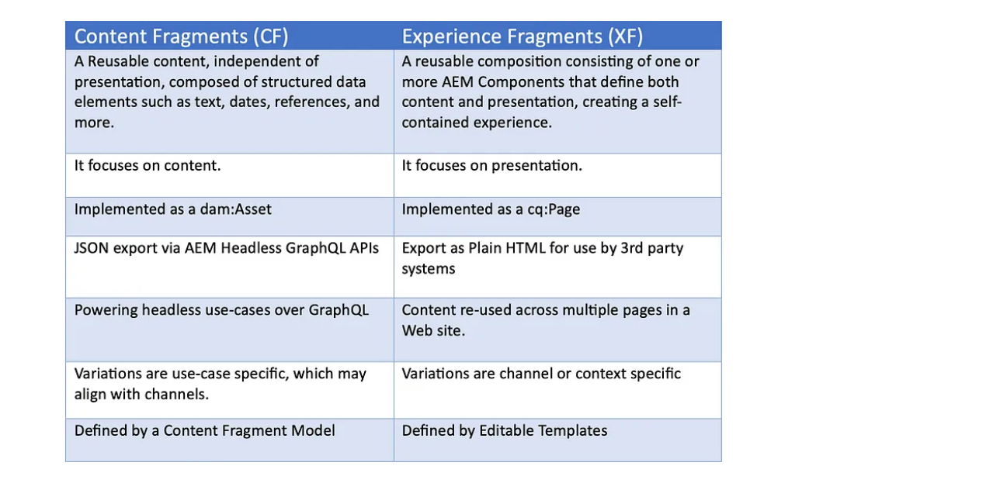 Content Fragments (CF)
Experience Fragments (XF)
A Reusable content, independent of
presentation, composed of structured data
elements such as text, dates, references, and
more.
A reusable composition consisting of one or
more AEM Components that define both
content and presentation, creating a self-
contained experience.
It focuses on content.
It focuses on presentation.
Implemented as a dam:Asset
Implemented as a cq:Page
JSON export via AEM Headless GraphQL APIs
Export as Plain HTML for use by 3rd party
systems
Powering headless use-cases over GraphQL
Content re-used across multiple pages in a
Web site.
Variations are use-case specific, which may
align with channels.
Variations are channel or context specific
Defined by a Content Fragment Model
Defined by Editable Templates